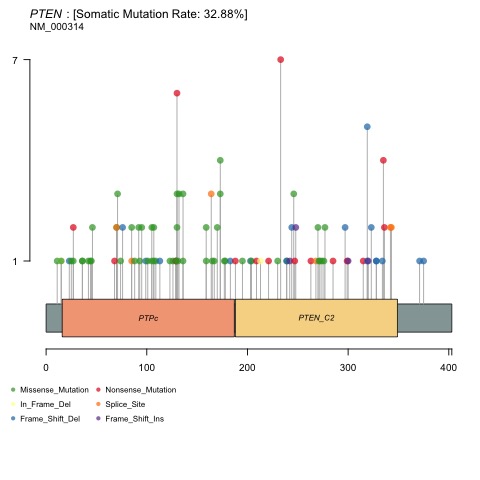 PTEN : [Somatic Mutation Rate: 32.88%]
NM_000314
7
1
PTPc
PTEN_C2
0 100 200 300 400 403
Missense_Mutation Nonsense_Mutation
In_Frame_Del Splice_Site
Frame_Shift_Del Frame_Shift_Ins